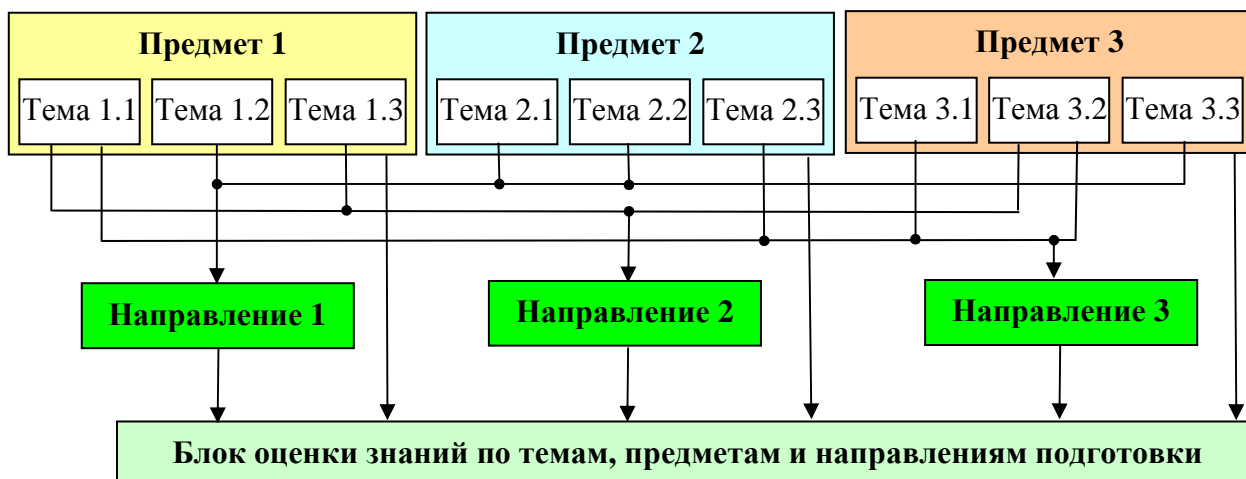 Предмет 1
Тема 1.1 Тема 1.2 Тема 1.3
Предмет 2
Тема 2.1 Тема 2.2 Тема 2.3
Предмет 3
Тема 3.1 Тема 3.2 Тема 3.3
Направление 1
Направление 2
Направление 3
Блок оценки знаний по темам, предметам и направлениям подготовки